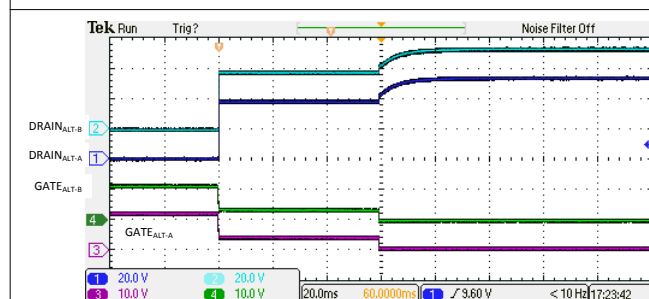 Tek Run Trig? Noise Filter Off
DRAINALT-B 2
DRAINALT-A 1
GATEALT-B
4
GATEALT-A
3
1 20.0 V 2 20.0 V
3 10.0 V 4 10.0 V
20.0ms 60.0000ms 1 9.60 V < 10 Hz 17:23:42